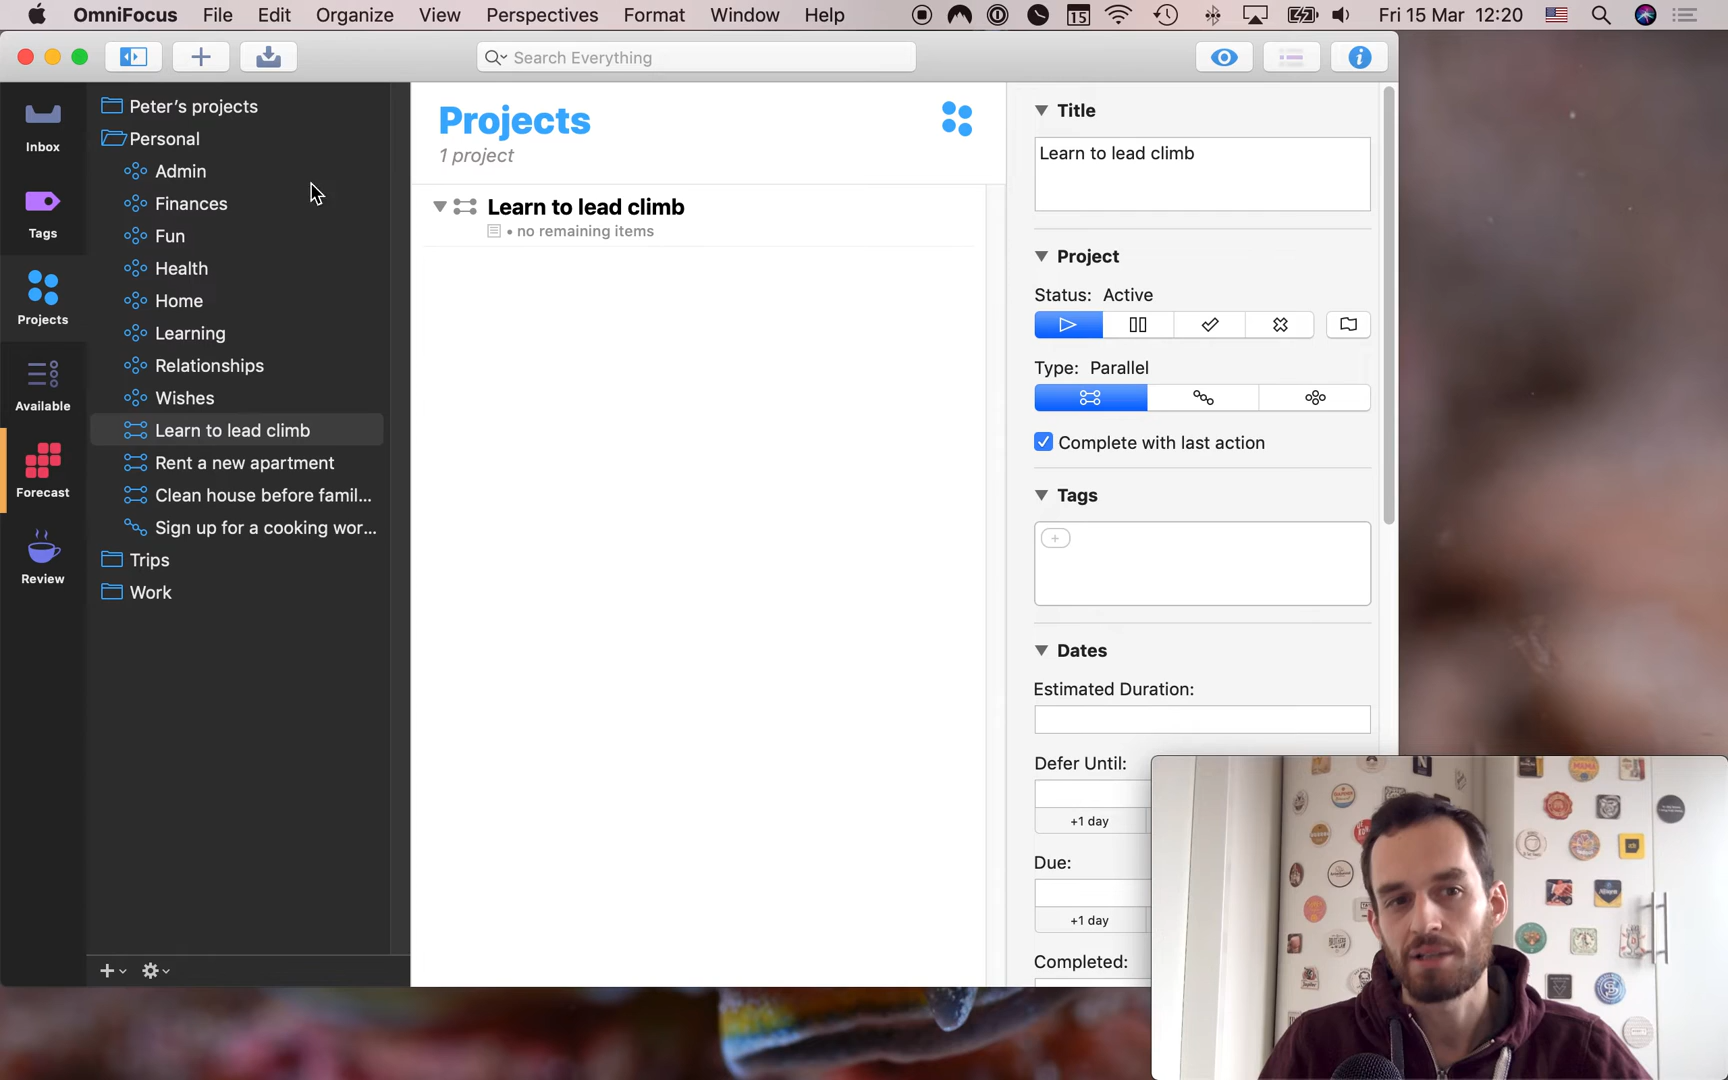 OmniFocus File Edit Organize View Perspectives Format Window Help 15 Fri 15 Mar 12:20
Search Everything
Inbox
Tags
Projects
Available
Forecast
Review
Peter's projects
Personal
Admin
Finances
Fun
Health
Home
Learning
Relationships
Wishes
Learn to lead climb
Rent a new apartment
Clean house before famil...
Sign up for a cooking wor...
Trips
Work
Projects
1 project
Learn to lead climb
• no remaining items
Title
Learn to lead climb
Project
Status: Active
Type: Parallel
Complete with last action
Tags
Dates
Estimated Duration:
Defer Until:
+1 day
Due:
+1 day
Completed: